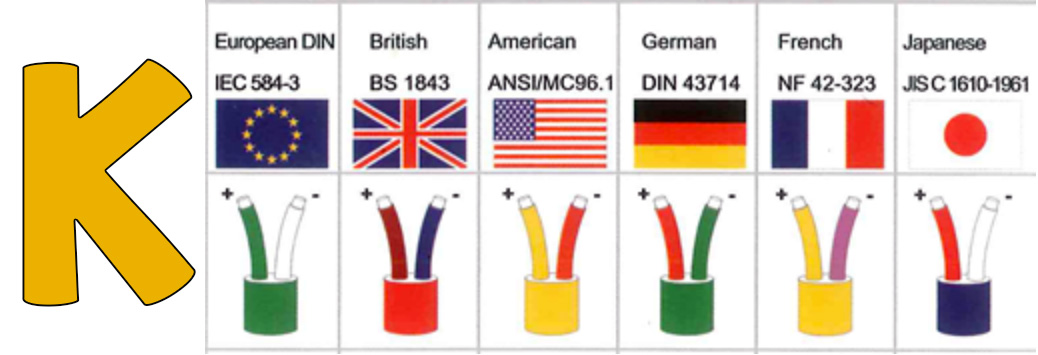 K
European DIN
IEC 584-3
British
BS 1843
American
ANSI/MC96.1
German
DIN 43714
French
NF 42-323
Japanese
JIS C 1610-1961
+ -
+ -
+ -
+ -
+ -
+ -